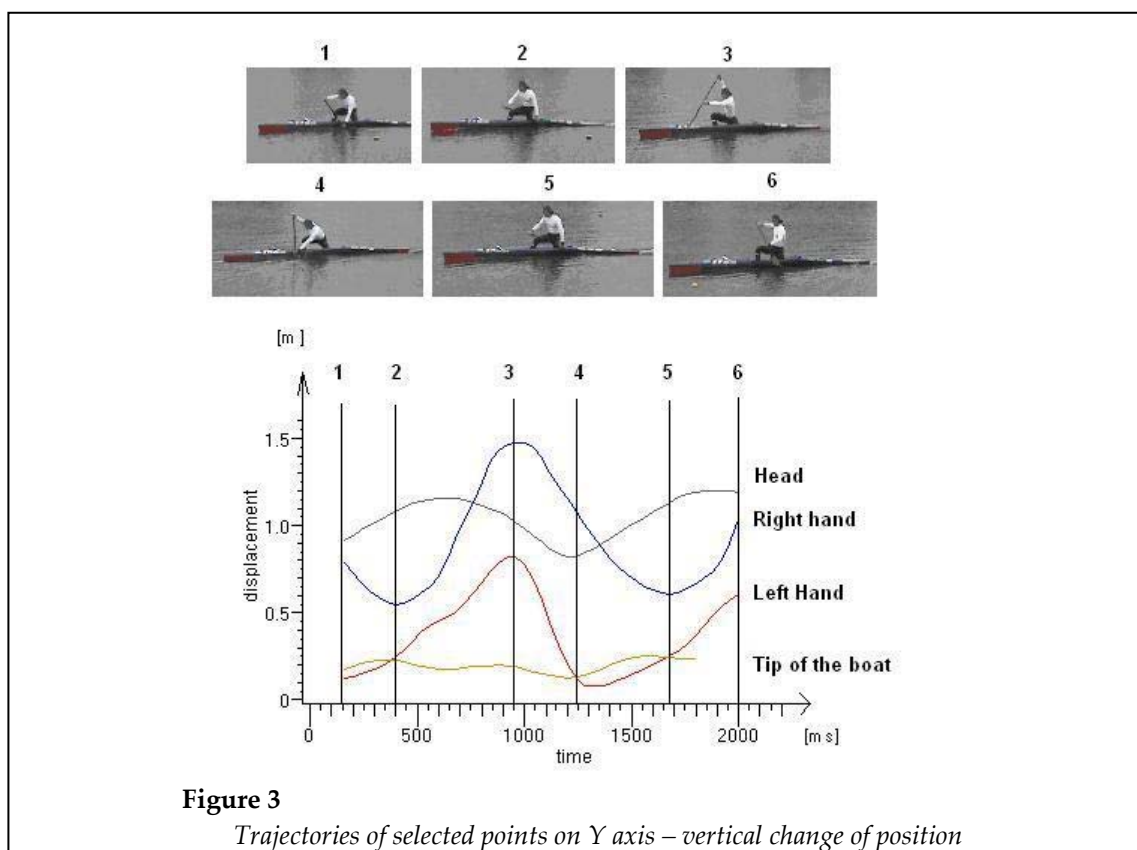 1 2 3
4 5 6
[m ]
1 2 3 4 5 6
1.5
1.0
0.5
0
displacement
Head
Right hand
Left Hand
Tip of the boat
0 500 1000 1500 2000 [m s]
time
Figure 3
Trajectories of selected points on Y axis – vertical change of position